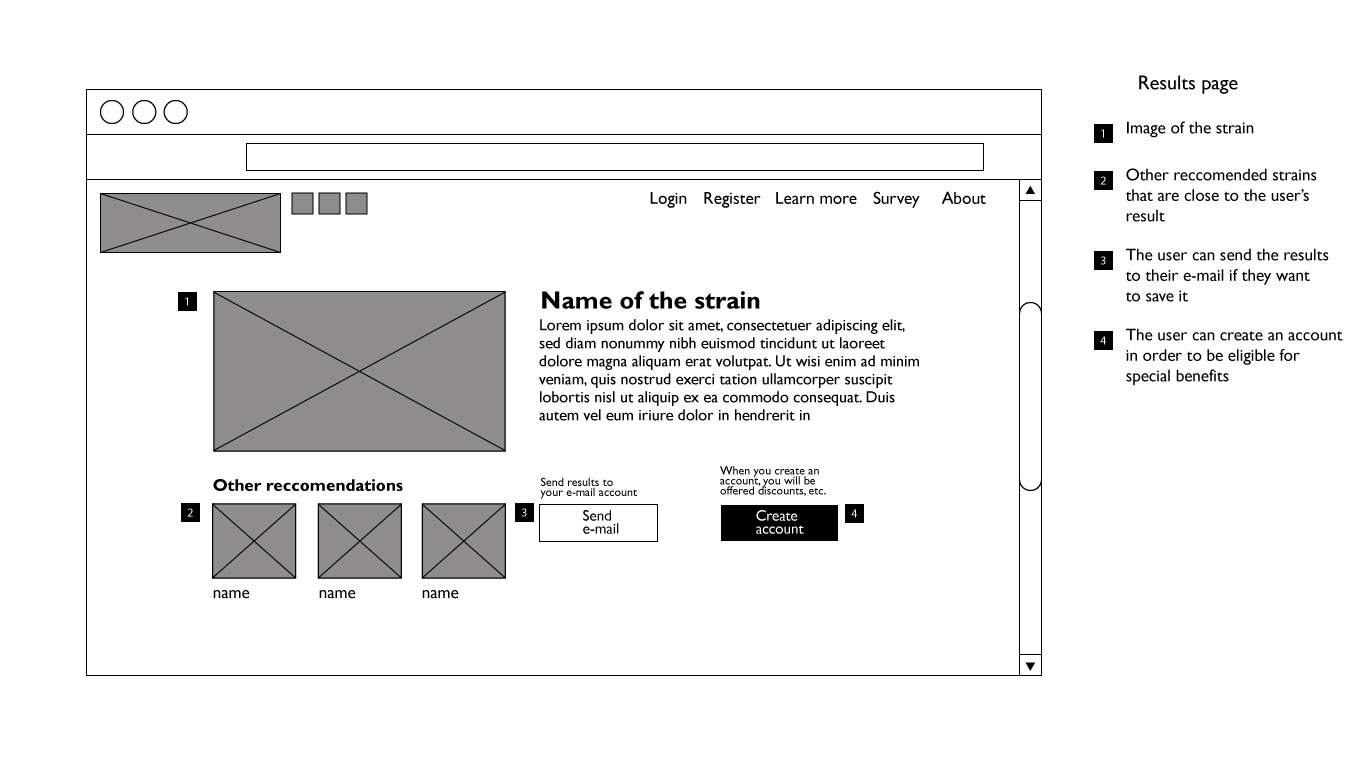 Results page
1 Image of the strain
2 Other reccomended strains
that are close to the user's
result
3 The user can send the results
to their e-mail if they want
to save it
4 The user can create an account
in order to be eligible for
special benefits
Login Register Learn more Survey About
1
Name of the strain
Lorem ipsum dolor sit amet, consectetuer adipiscing elit,
sed diam nonummy nibh euismod tincidunt ut laoreet
dolore magna aliquam erat volutpat. Ut wisi enim ad minim
veniam, quis nostrud exerci tation ullamcorper suscipit
lobortis nisl ut aliquip ex ea commodo consequat. Duis
autem vel eum iriure dolor in hendrerit in
Other reccomendations
2
name name name
Send results to
your e-mail account
3
Send
e-mail
When you create an
account, you will be
offered discounts, etc.
Create
account
4